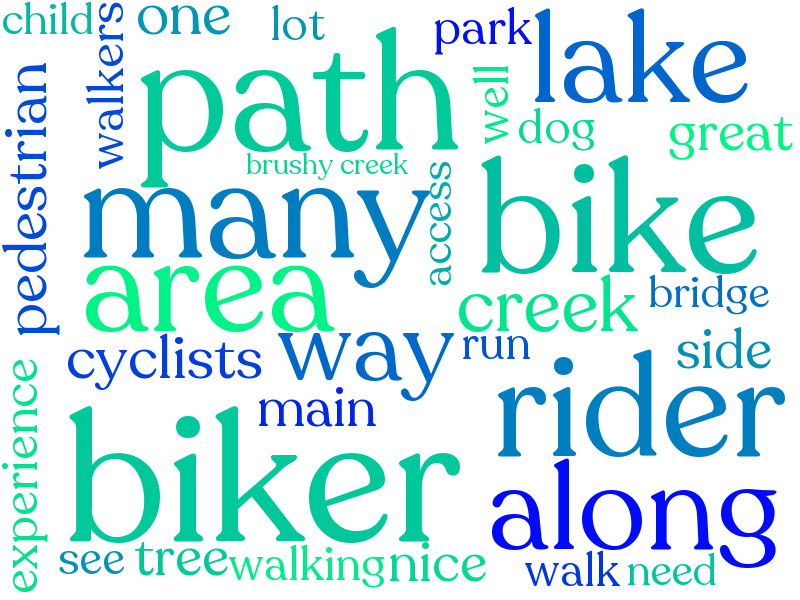 child
one
lot
park
lake
walkers
path
well
dog
great
pedestrian
brushy creek
many
access
bike
area
creek
bridge
way
run
side
cyclists
main
rider
experience
biker
along
see
tree
walking
nice
walk
need